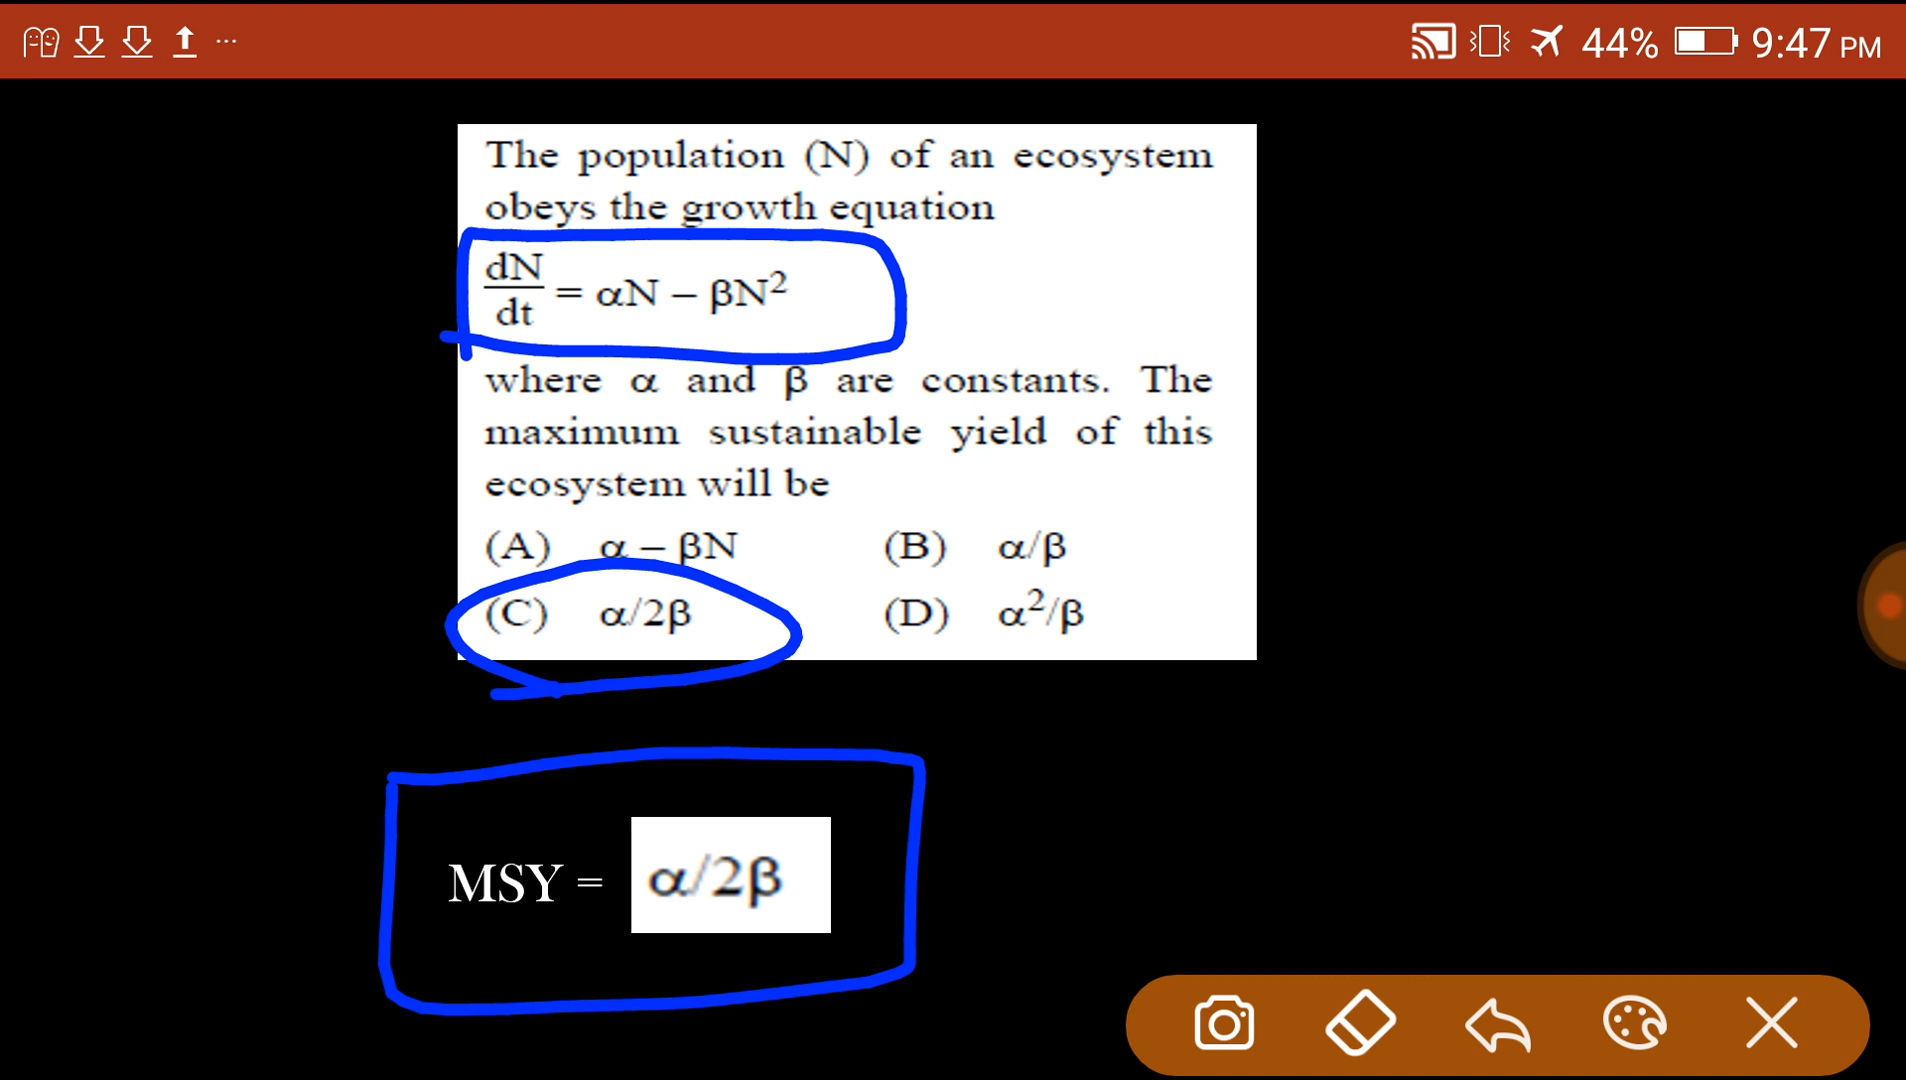 44% 9:47 PM
The population (N) of an ecosystem
obeys the growth equation
dN/dt = αN – βN²
where α and β are constants. The
maximum sustainable yield of this
ecosystem will be
(A) α – βN (B) α/β
(C) α/2β (D) α²/β
MSY = α/2β